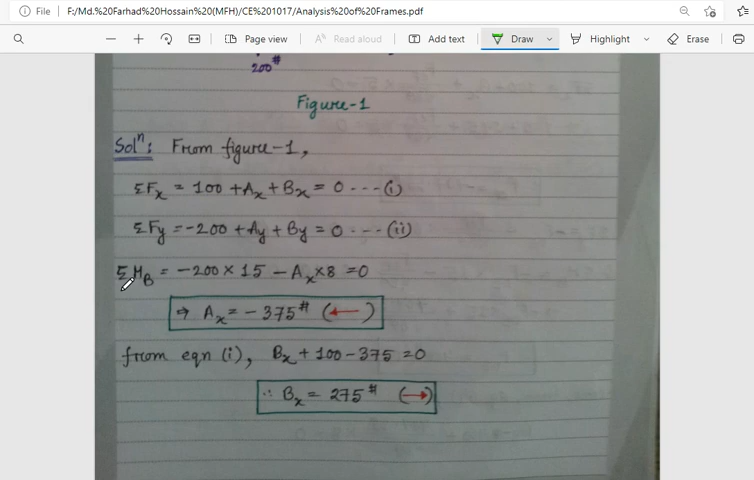 File F:/Md.%20Farhad%20Hossain%20(MFH)/CE%201017/Analysis%20of%20Frames.pdf
Page view Read aloud Add text Draw Highlight Erase
200#
Figure-1
Solⁿ: From figure-1,
ΣFx = 100 + Ax + Bx = 0 --- (i)
ΣFy = -200 + Ay + By = 0 --- (ii)
ΣMB = -200 × 15 - Ax × 8 = 0
⇒ Ax = -375# (←)
from eqn (i), Bx + 100 - 375 = 0
∴ Bx = 275# (→)